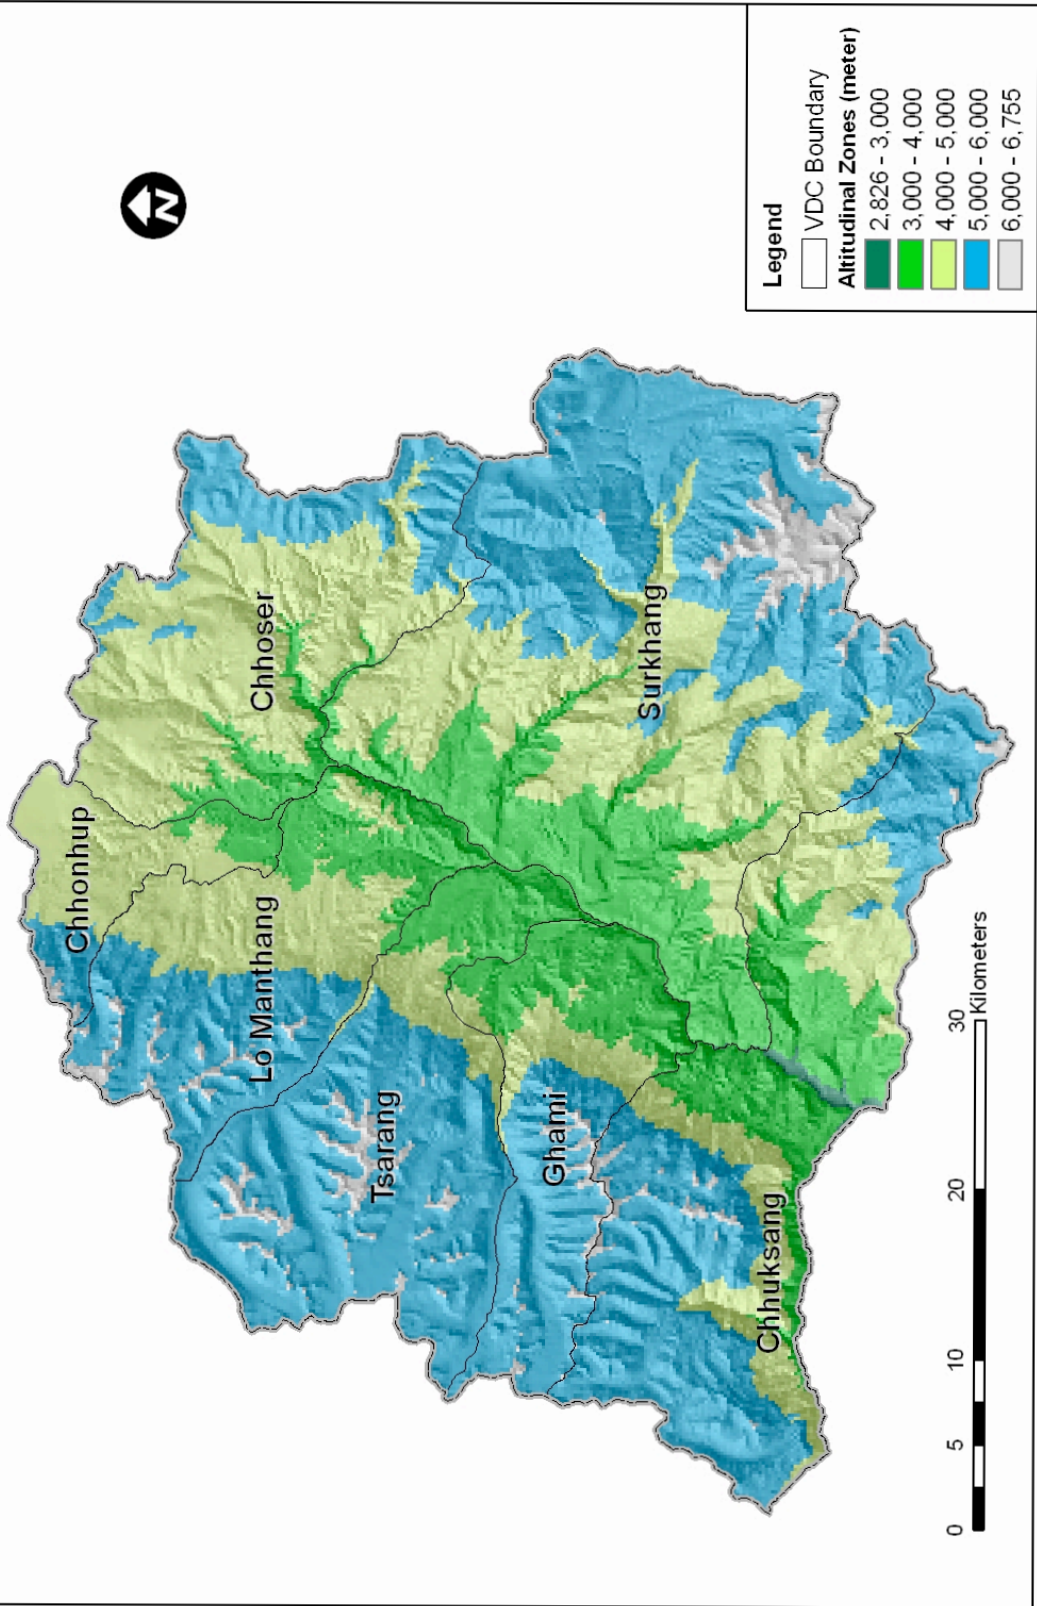 N
Chhonhup
Lo Manthang
Chhoser
Tsarang
Ghami
Surkhang
Chhuksang
0 5 10 20 30
Kilometers
Legend
VDC Boundary
Altitudinal Zones (meter)
2,826 - 3,000
3,000 - 4,000
4,000 - 5,000
5,000 - 6,000
6,000 - 6,755